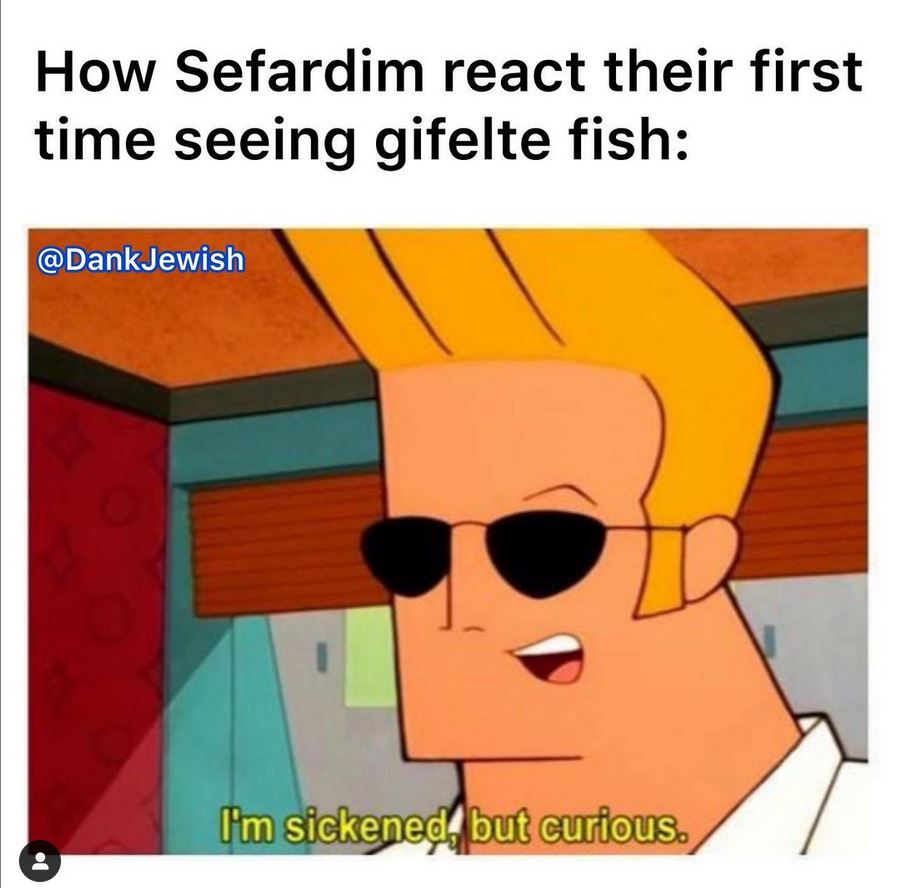 How Sefardim react their first
time seeing gifelte fish:
@DankJewish
I'm sickened, but curious.